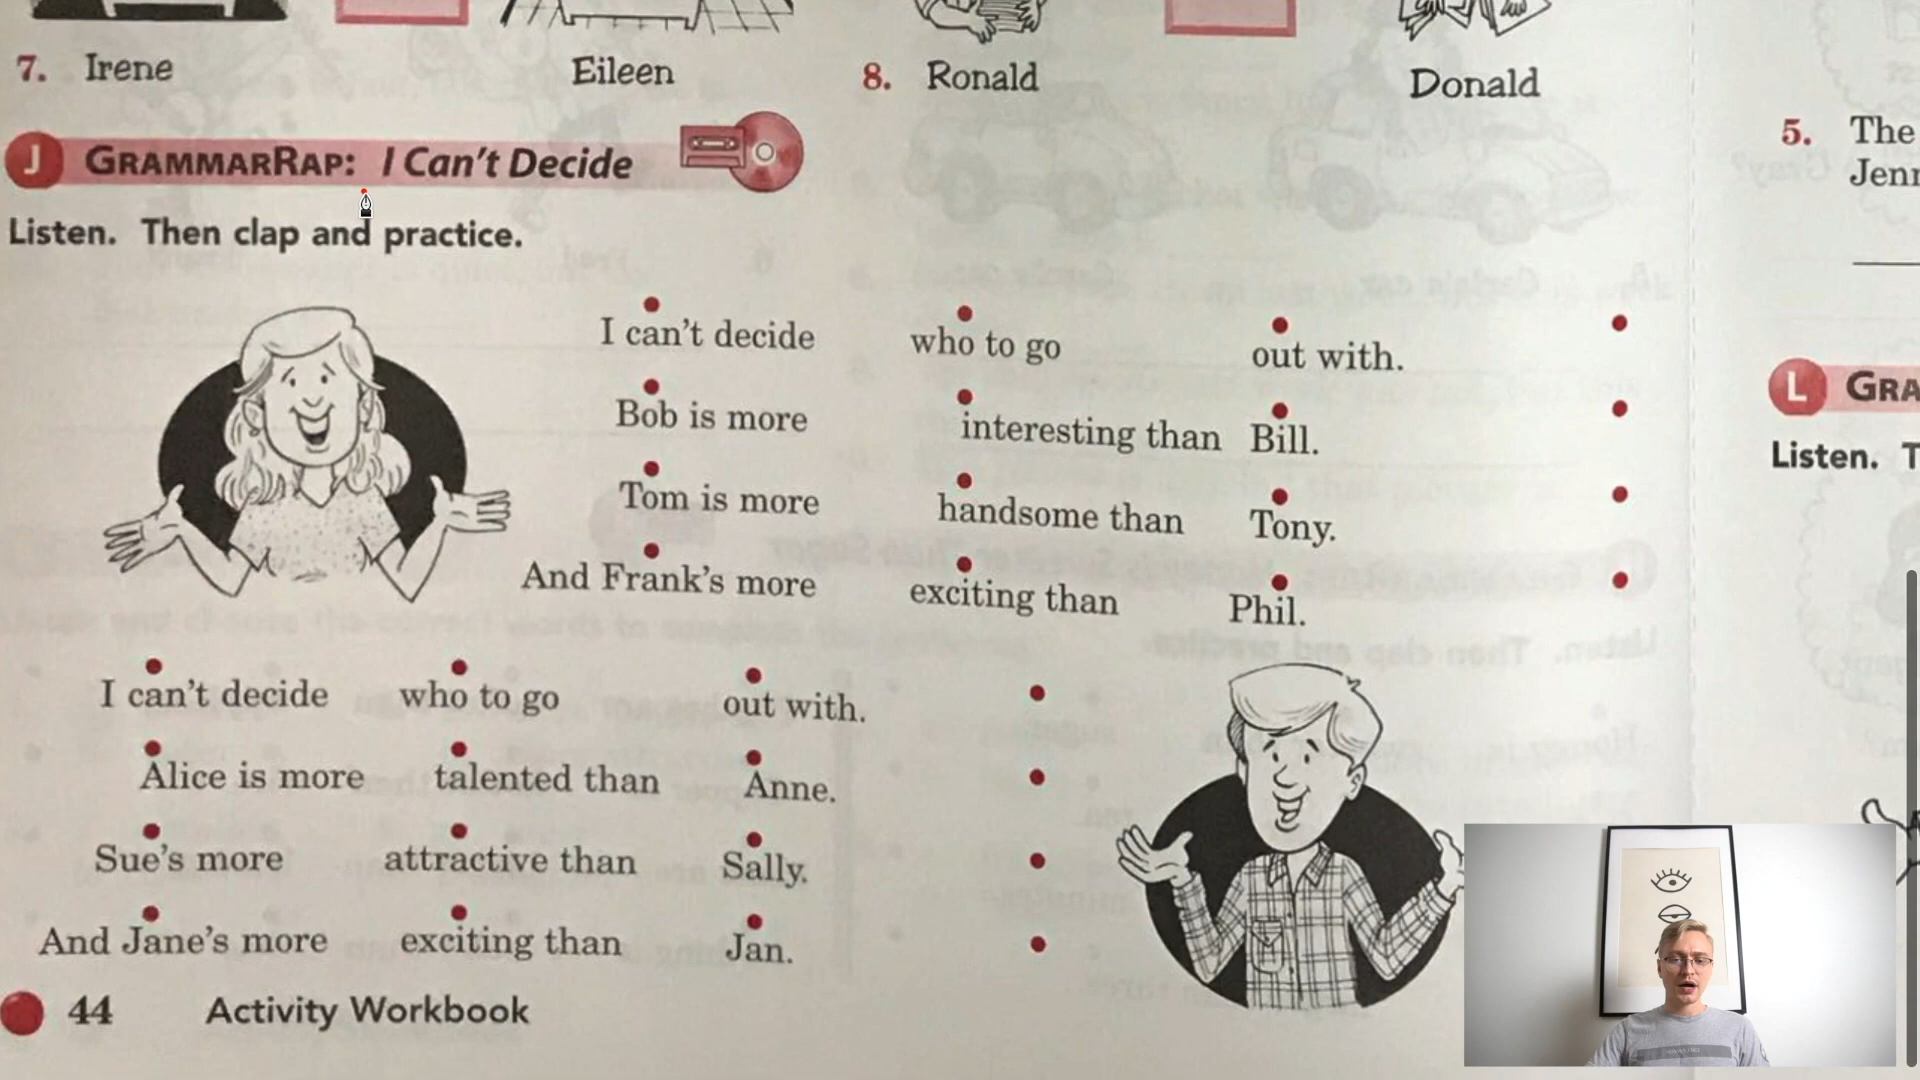 7. Irene Eileen 8. Ronald Donald
J GRAMMARRAP: I Can't Decide
Listen. Then clap and practice.
I can't decide who to go out with.
Bob is more interesting than Bill.
Tom is more handsome than Tony.
And Frank's more exciting than Phil.
I can't decide who to go out with.
Alice is more talented than Anne.
Sue's more attractive than Sally.
And Jane's more exciting than Jan.
44 Activity Workbook
5. The
Jenn
L GRA
Listen. T